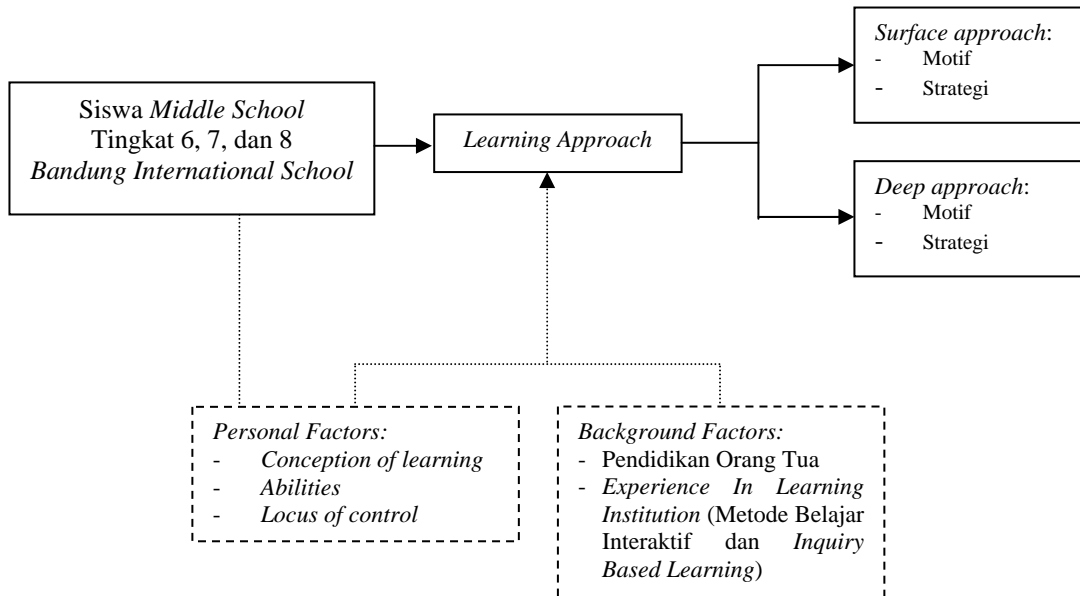 Siswa Middle School
Tingkat 6, 7, dan 8
Bandung International School
Learning Approach
Surface approach:
- Motif
- Strategi
Deep approach:
- Motif
- Strategi
Personal Factors:
- Conception of learning
- Abilities
- Locus of control
Background Factors:
- Pendidikan Orang Tua
- Experience In Learning
Institution (Metode Belajar
Interaktif dan Inquiry
Based Learning)